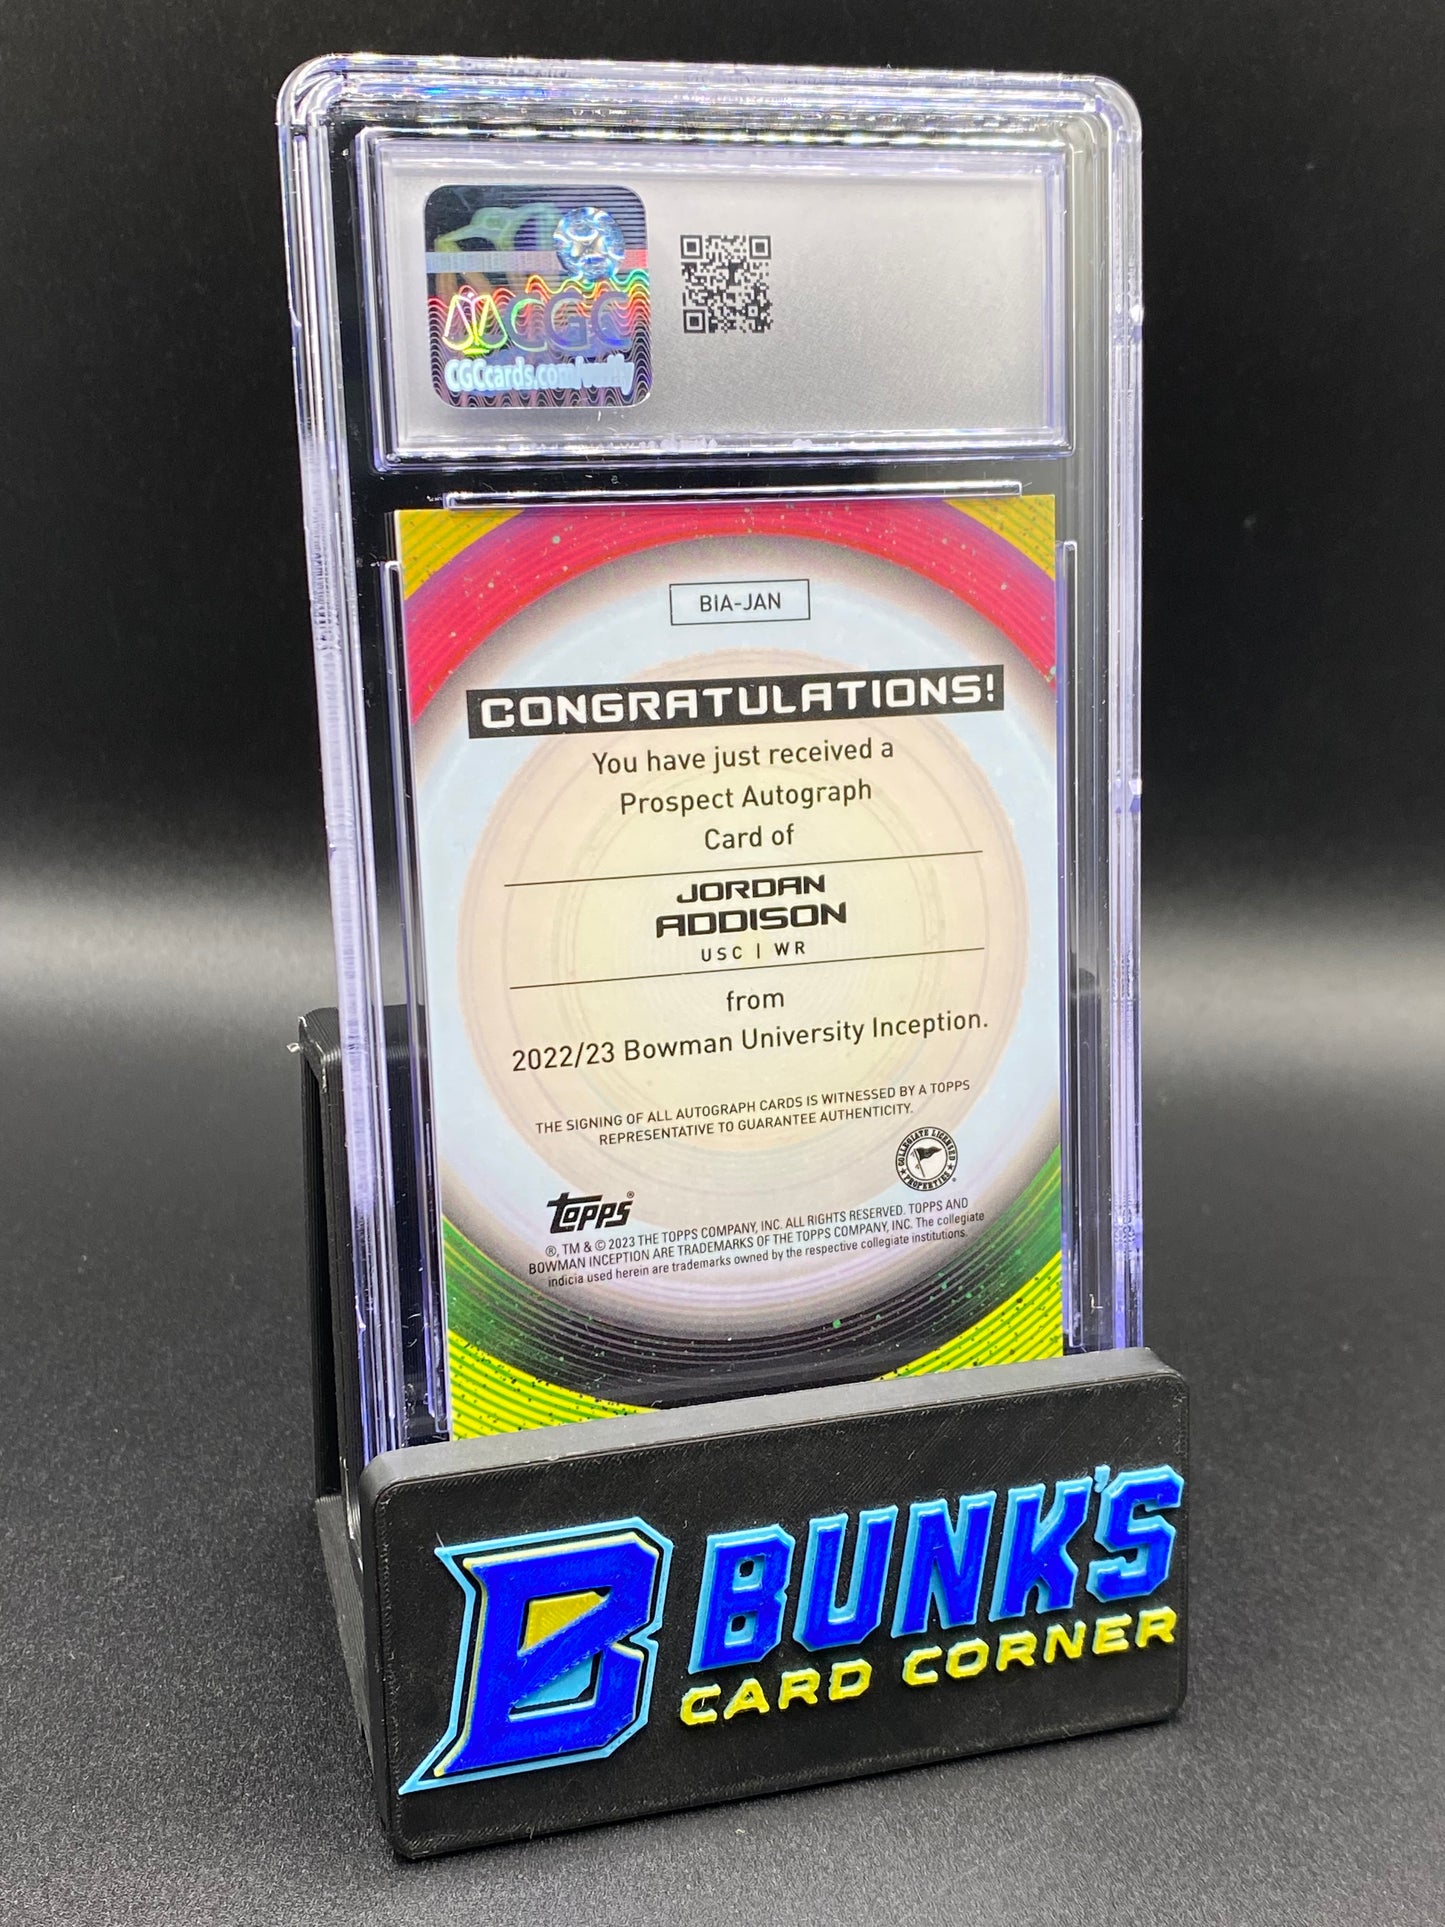 CGC
CGCcards.com/verify
BIA-JAN
CONGRATULATIONS!
You have just received a
Prospect Autograph
Card of
JORDAN
ADDISON
USC | WR
from
2022/23 Bowman University Inception.
THE SIGNING OF ALL AUTOGRAPH CARDS IS WITNESSED BY A TOPPS
REPRESENTATIVE TO GUARANTEE AUTHENTICITY.
COLLEGIATE LICENSED
PROPERTIES
Topps®
®, TM & © 2023 THE TOPPS COMPANY, INC. ALL RIGHTS RESERVED. TOPPS AND
BOWMAN INCEPTION ARE TRADEMARKS OF THE TOPPS COMPANY, INC. The collegiate
indicia used herein are trademarks owned by the respective collegiate institutions.
B BUNK'S
CARD CORNER